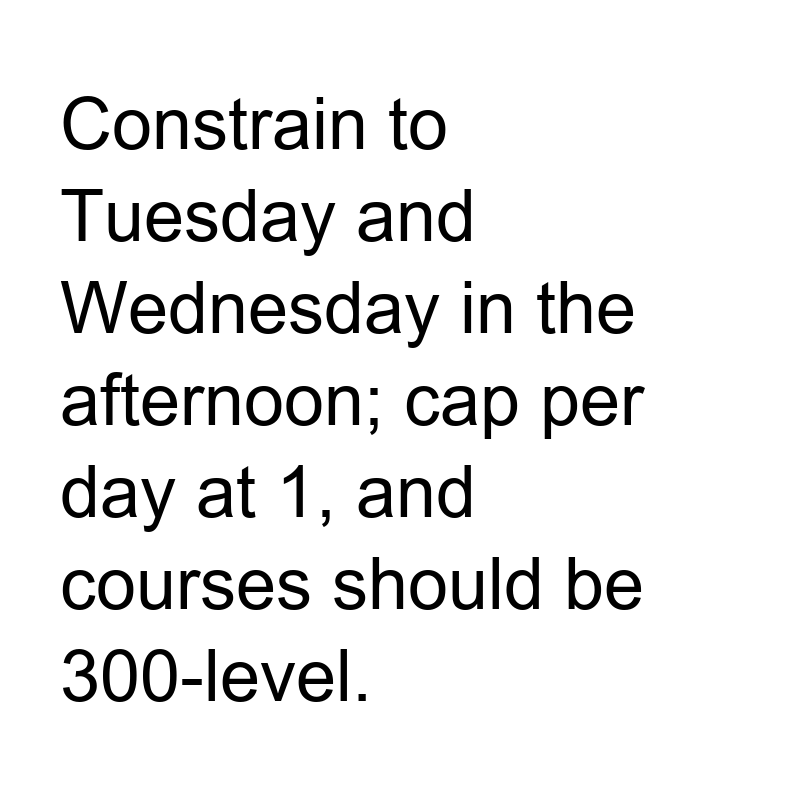 Constrain to
Tuesday and
Wednesday in the
afternoon; cap per
day at 1, and
courses should be
300-level.